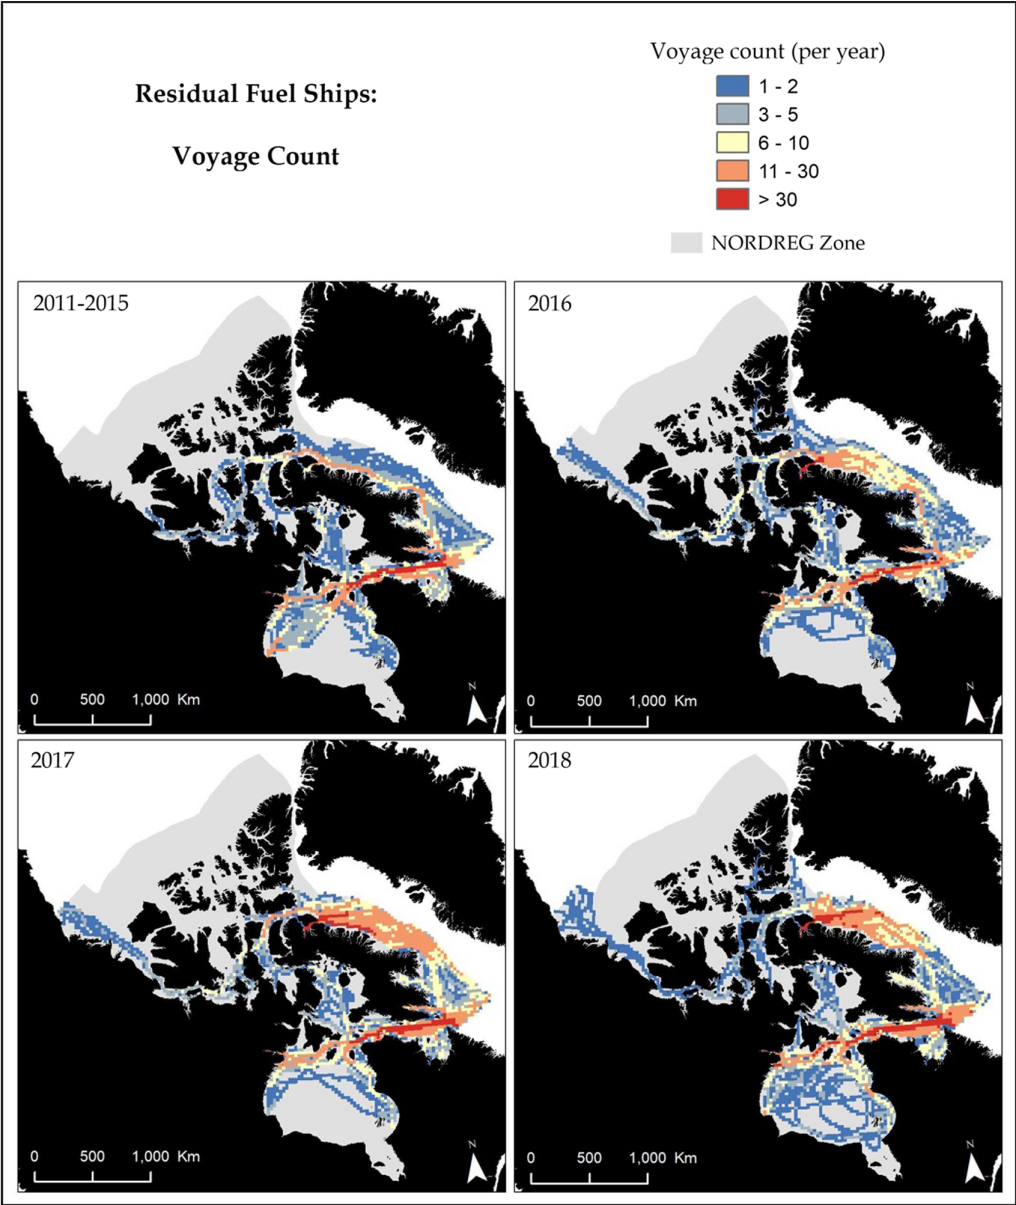 Residual Fuel Ships:
Voyage Count
Voyage count (per year)
1 - 2
3 - 5
6 - 10
11 - 30
> 30
NORDREG Zone
2011-2015
0 500 1,000 Km
N
2016
0 500 1,000 Km
N
2017
0 500 1,000 Km
N
2018
0 500 1,000 Km
N